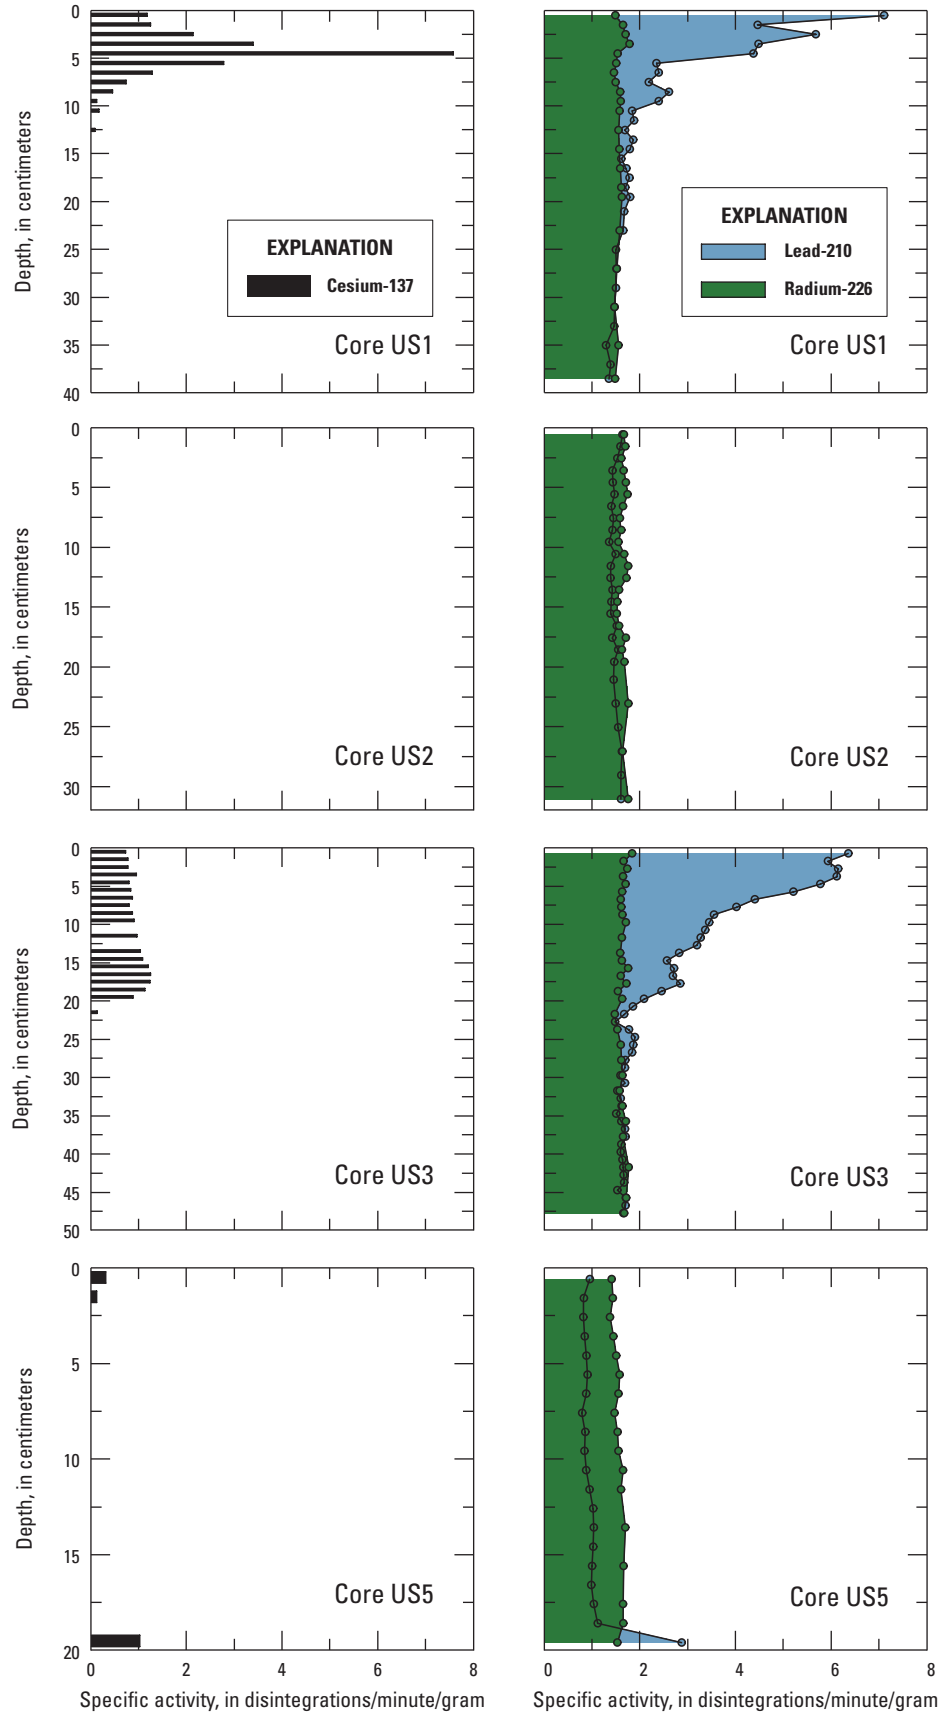 0
5
10
15
20
25
30
35
40
Depth, in centimeters
EXPLANATION
Cesium-137
Core US1
EXPLANATION
Lead-210
Radium-226
Core US1
0
5
10
15
20
25
30
Depth, in centimeters
Core US2
Core US2
0
5
10
15
20
25
30
35
40
45
50
Depth, in centimeters
Core US3
Core US3
0
5
10
15
20
Depth, in centimeters
Core US5
Core US5
0 2 4 6 8
0 2 4 6 8
Specific activity, in disintegrations/minute/gram
Specific activity, in disintegrations/minute/gram